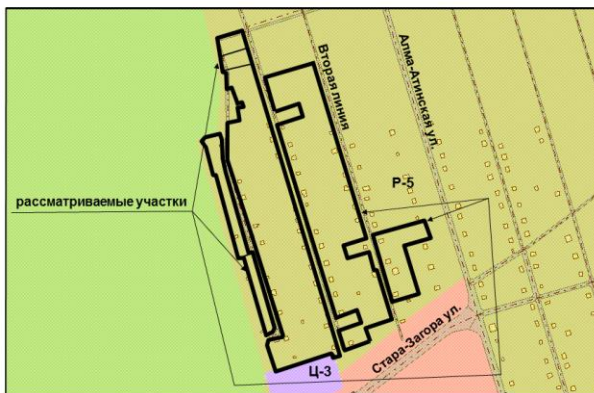 Вторая линия
Алма-Атинская ул.
Р-5
рассматриваемые участки
Стара-Загора ул.
Ц-3